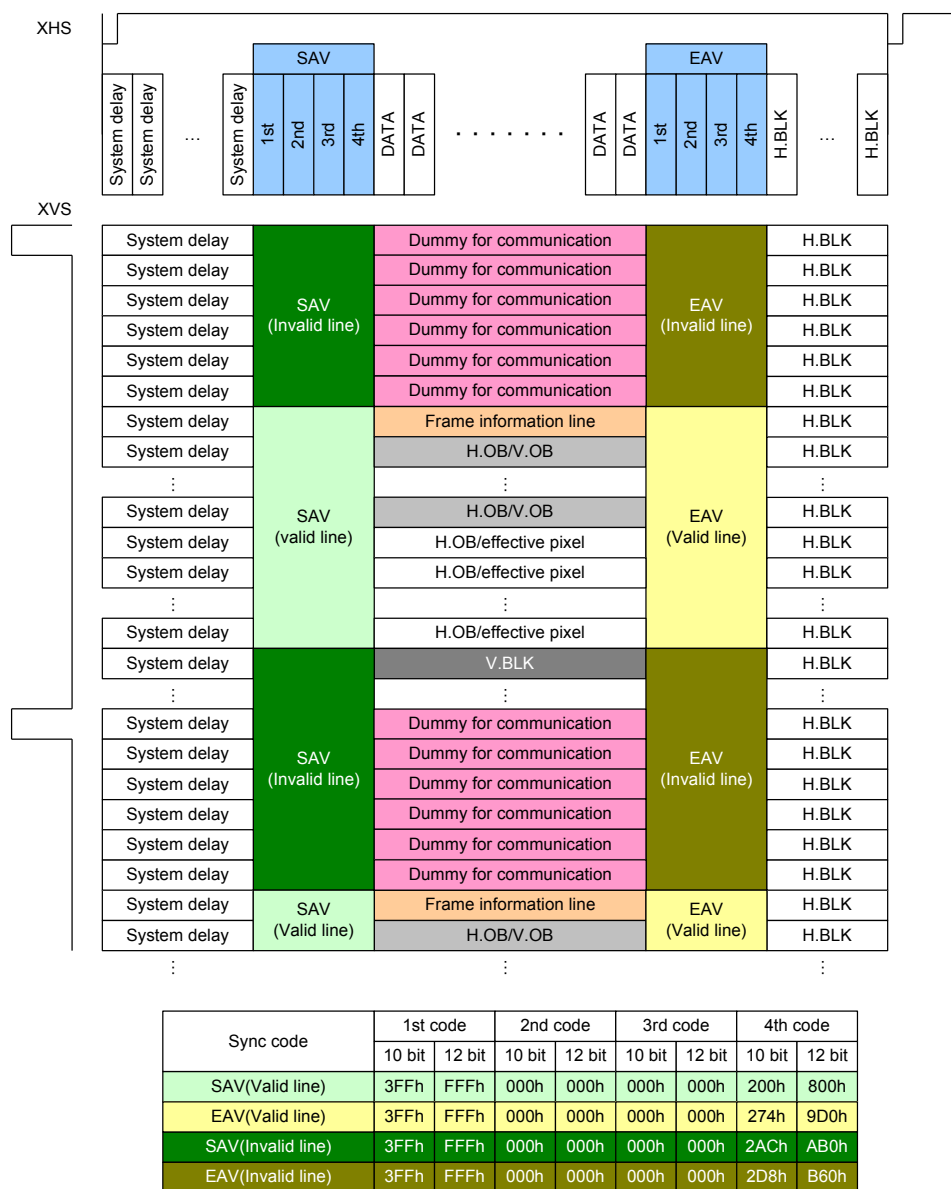 XHS
SAV
EAV
System delay
System delay
...
System delay
1st
2nd
3rd
4th
DATA
DATA
. . . . . . .
DATA
DATA
1st
2nd
3rd
4th
H.BLK
...
H.BLK
XVS
System delay Dummy for communication H.BLK
System delay Dummy for communication H.BLK
System delay SAV Dummy for communication EAV H.BLK
System delay (Invalid line) Dummy for communication (Invalid line) H.BLK
System delay Dummy for communication H.BLK
System delay Dummy for communication H.BLK
System delay Frame information line H.BLK
System delay H.OB/V.OB H.BLK
⋮ ⋮ ⋮
System delay SAV H.OB/V.OB EAV H.BLK
System delay (valid line) H.OB/effective pixel (Valid line) H.BLK
System delay H.OB/effective pixel H.BLK
⋮ ⋮ ⋮
System delay H.OB/effective pixel H.BLK
System delay V.BLK H.BLK
⋮ ⋮ ⋮
System delay Dummy for communication H.BLK
System delay SAV Dummy for communication EAV H.BLK
System delay (Invalid line) Dummy for communication (Invalid line) H.BLK
System delay Dummy for communication H.BLK
System delay Dummy for communication H.BLK
System delay Dummy for communication H.BLK
System delay SAV Frame information line EAV H.BLK
System delay (Valid line) H.OB/V.OB (Valid line) H.BLK
⋮ ⋮ ⋮
Sync code 1st code 2nd code 3rd code 4th code
10 bit 12 bit 10 bit 12 bit 10 bit 12 bit 10 bit 12 bit
SAV(Valid line) 3FFh FFFh 000h 000h 000h 000h 200h 800h
EAV(Valid line) 3FFh FFFh 000h 000h 000h 000h 274h 9D0h
SAV(Invalid line) 3FFh FFFh 000h 000h 000h 000h 2ACh AB0h
EAV(Invalid line) 3FFh FFFh 000h 000h 000h 000h 2D8h B60h